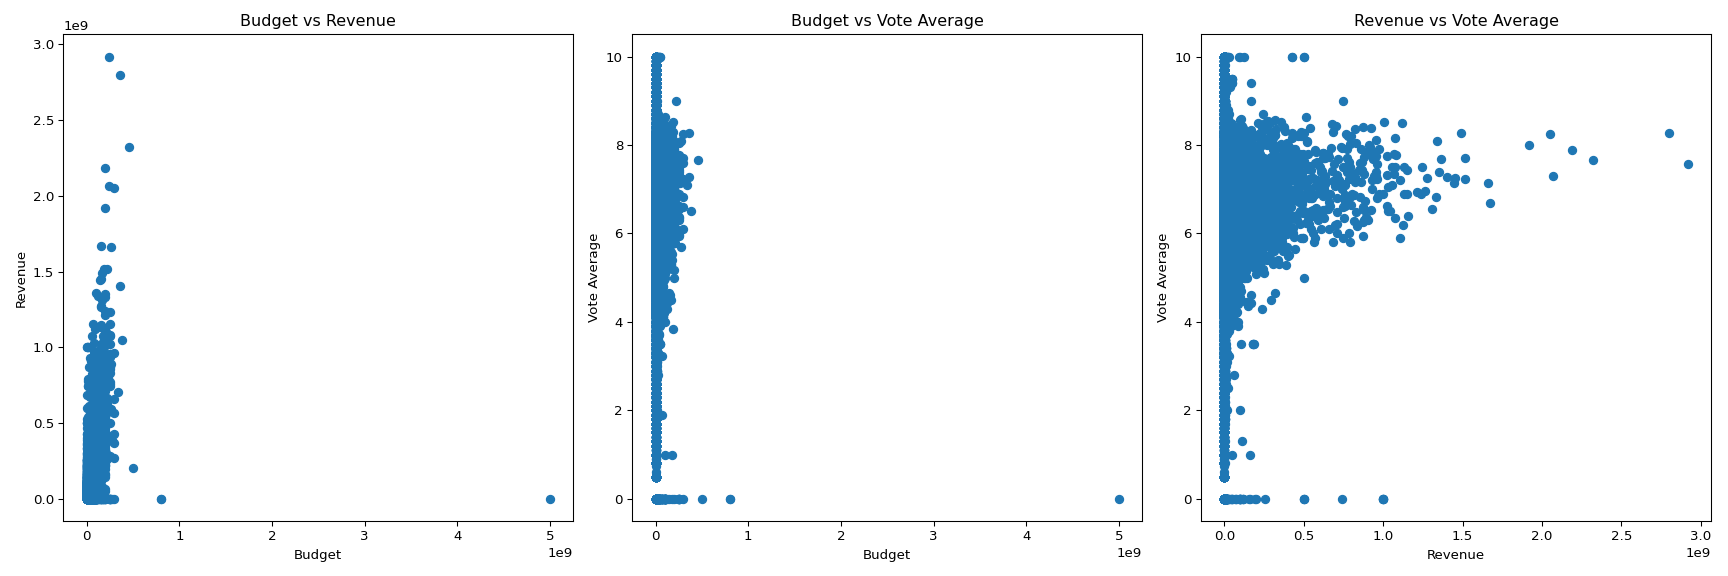 Budget vs Revenue
1e9
3.0
2.5
2.0
1.5
1.0
0.5
0.0
Revenue
0 1 2 3 4 5
1e9
Budget
Budget vs Vote Average
10
8
6
4
2
0
Vote Average
0 1 2 3 4 5
1e9
Budget
Revenue vs Vote Average
10
8
6
4
2
0
Vote Average
0.0 0.5 1.0 1.5 2.0 2.5 3.0
1e9
Revenue